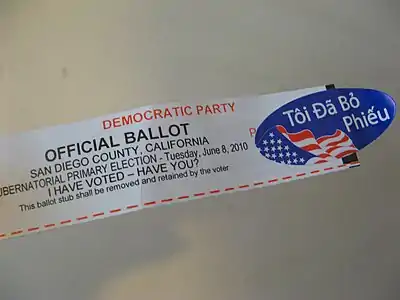 DEMOCRATIC PARTY
OFFICIAL BALLOT
SAN DIEGO COUNTY, CALIFORNIA
UBERNATORIAL PRIMARY ELECTION - Tuesday, June 8, 2010
I HAVE VOTED – HAVE YOU?
This ballot stub shall be removed and retained by the voter
P
Tôi Đã Bỏ
Phiếu